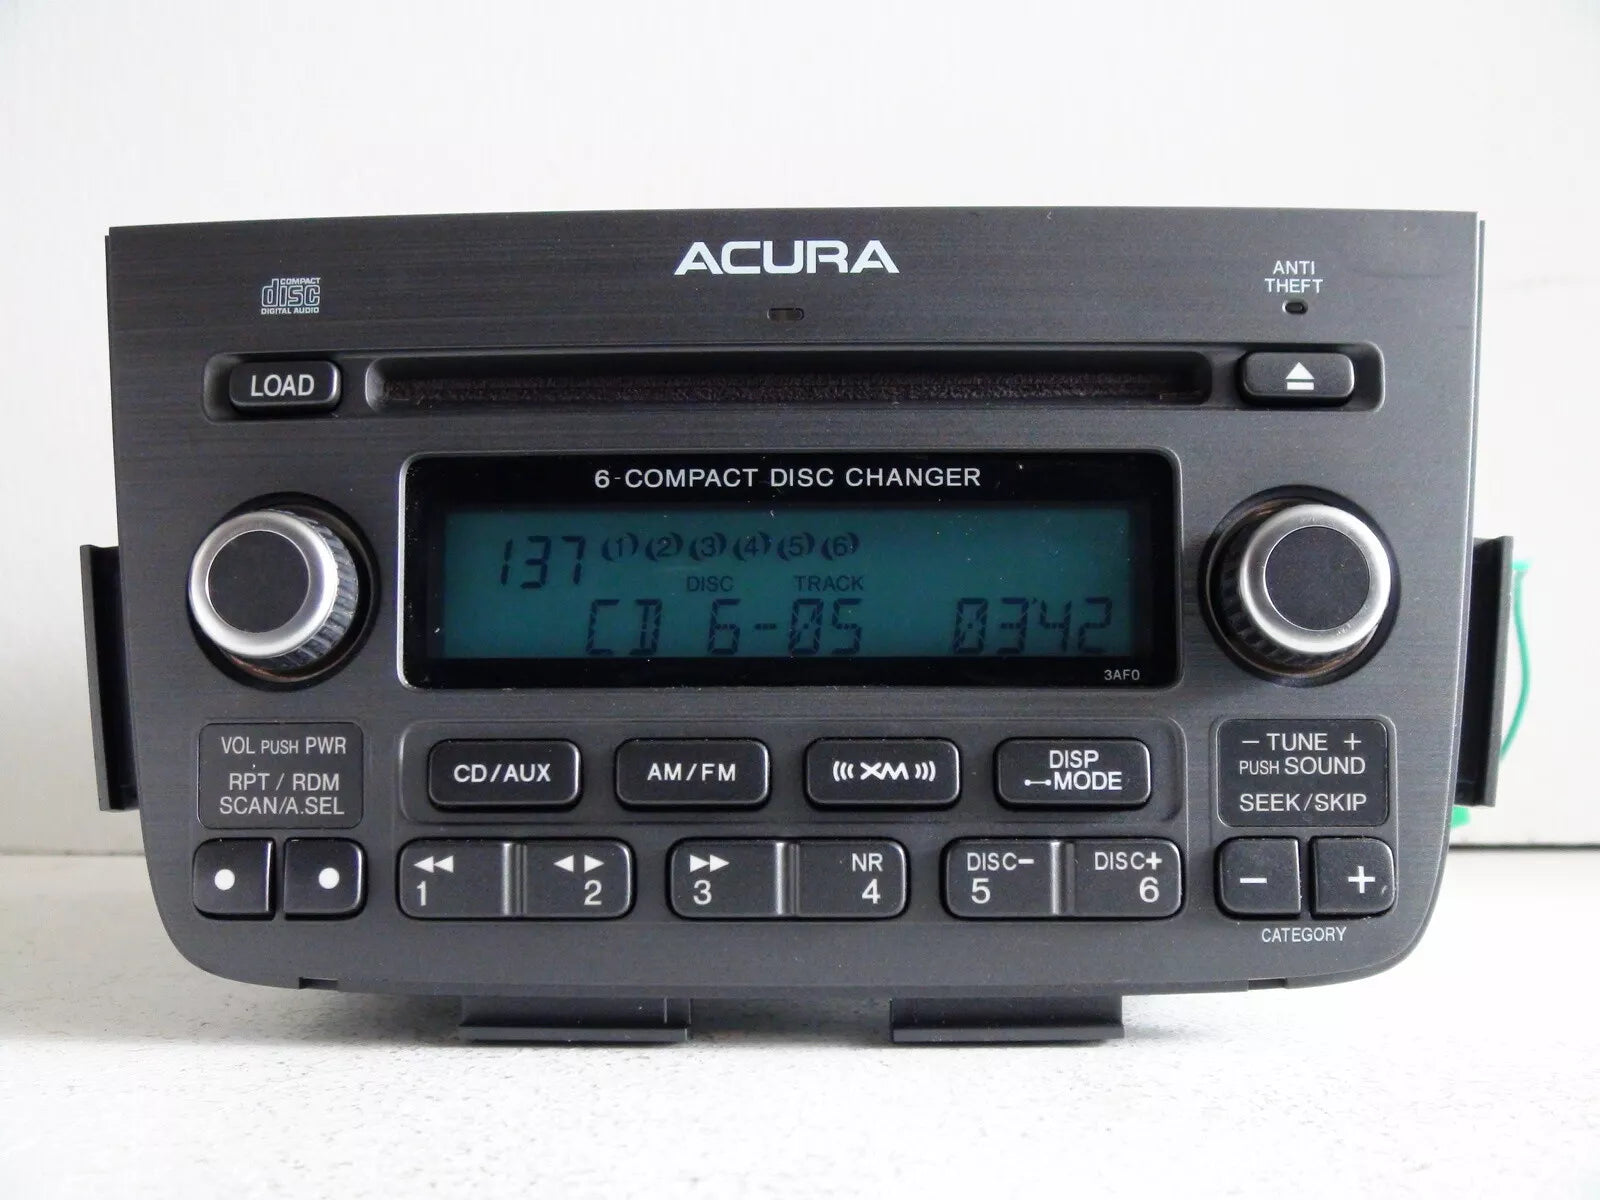 ACURA
COMPACT
disc
DIGITAL AUDIO
ANTI
THEFT
LOAD
6-COMPACT DISC CHANGER
137 (1) (2) (3) (4) (5) (6)
DISC TRACK
CD 6-05 03'42
3AF0
VOL PUSH PWR
RPT / RDM
SCAN/A.SEL
CD/AUX
AM/FM
((( XM )))
DISP
MODE
− TUNE +
PUSH SOUND
SEEK/SKIP
1
2
3
NR
4
DISC−
5
DISC+
6
− +
CATEGORY